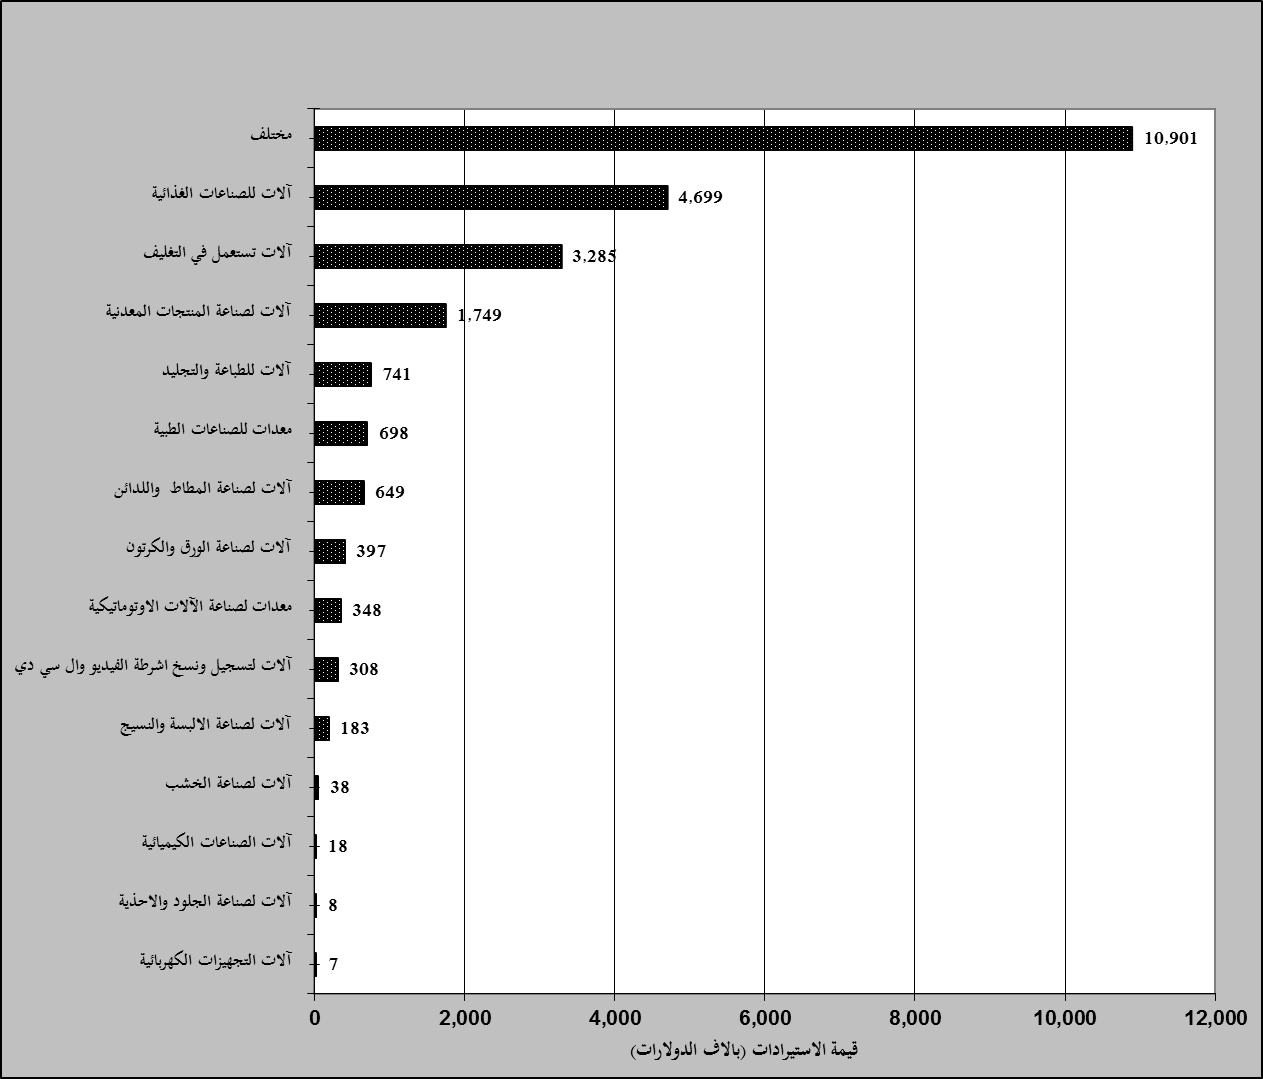 مختلف
10,901
آلات للصناعات الغذائية
4,699
آلات تستعمل في التغليف
3,285
آلات لصناعة المنتجات المعدنية
1,749
آلات للطباعة والتجليد
741
معدات للصناعات الطبية
698
آلات لصناعة المطاط واللدائن
649
آلات لصناعة الورق والكرتون
397
معدات لصناعة الآلات الاوتوماتيكية
348
آلات لتسجيل ونسخ اشرطة الفيديو وال سي دي
308
آلات لصناعة الالبسة والنسيج
183
آلات لصناعة الخشب
38
آلات الصناعات الكيميائية
18
آلات لصناعة الجلود والاحذية
8
آلات التجهيزات الكهربائية
7
0 2,000 4,000 6,000 8,000 10,000 12,000
قيمة الاستيرادات (بالاف الدولارات)